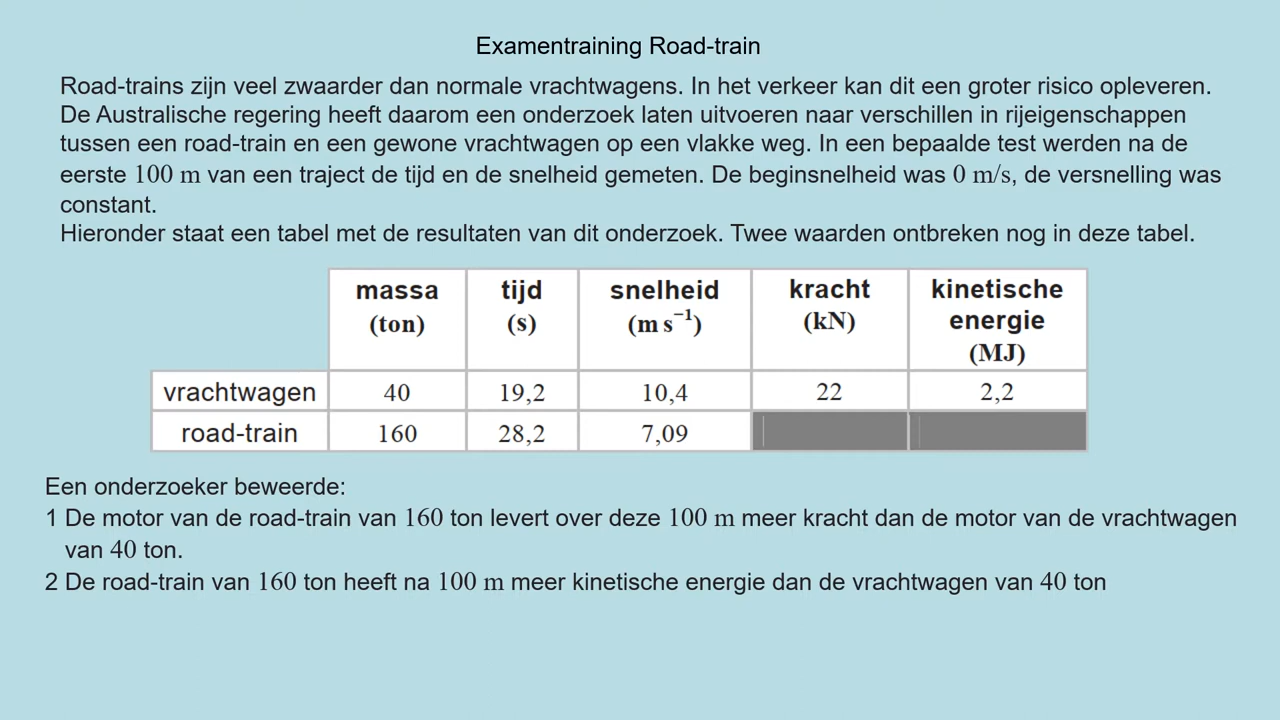 Examentraining Road-train
Road-trains zijn veel zwaarder dan normale vrachtwagens. In het verkeer kan dit een groter risico opleveren.
De Australische regering heeft daarom een onderzoek laten uitvoeren naar verschillen in rijeigenschappen
tussen een road-train en een gewone vrachtwagen op een vlakke weg. In een bepaalde test werden na de
eerste 100 m van een traject de tijd en de snelheid gemeten. De beginsnelheid was 0 m/s, de versnelling was
constant.
Hieronder staat een tabel met de resultaten van dit onderzoek. Twee waarden ontbreken nog in deze tabel.
massa (ton) tijd (s) snelheid (m s⁻¹) kracht (kN) kinetische energie (MJ)
vrachtwagen 40 19,2 10,4 22 2,2
road-train 160 28,2 7,09
Een onderzoeker beweerde:
1 De motor van de road-train van 160 ton levert over deze 100 m meer kracht dan de motor van de vrachtwagen
van 40 ton.
2 De road-train van 160 ton heeft na 100 m meer kinetische energie dan de vrachtwagen van 40 ton